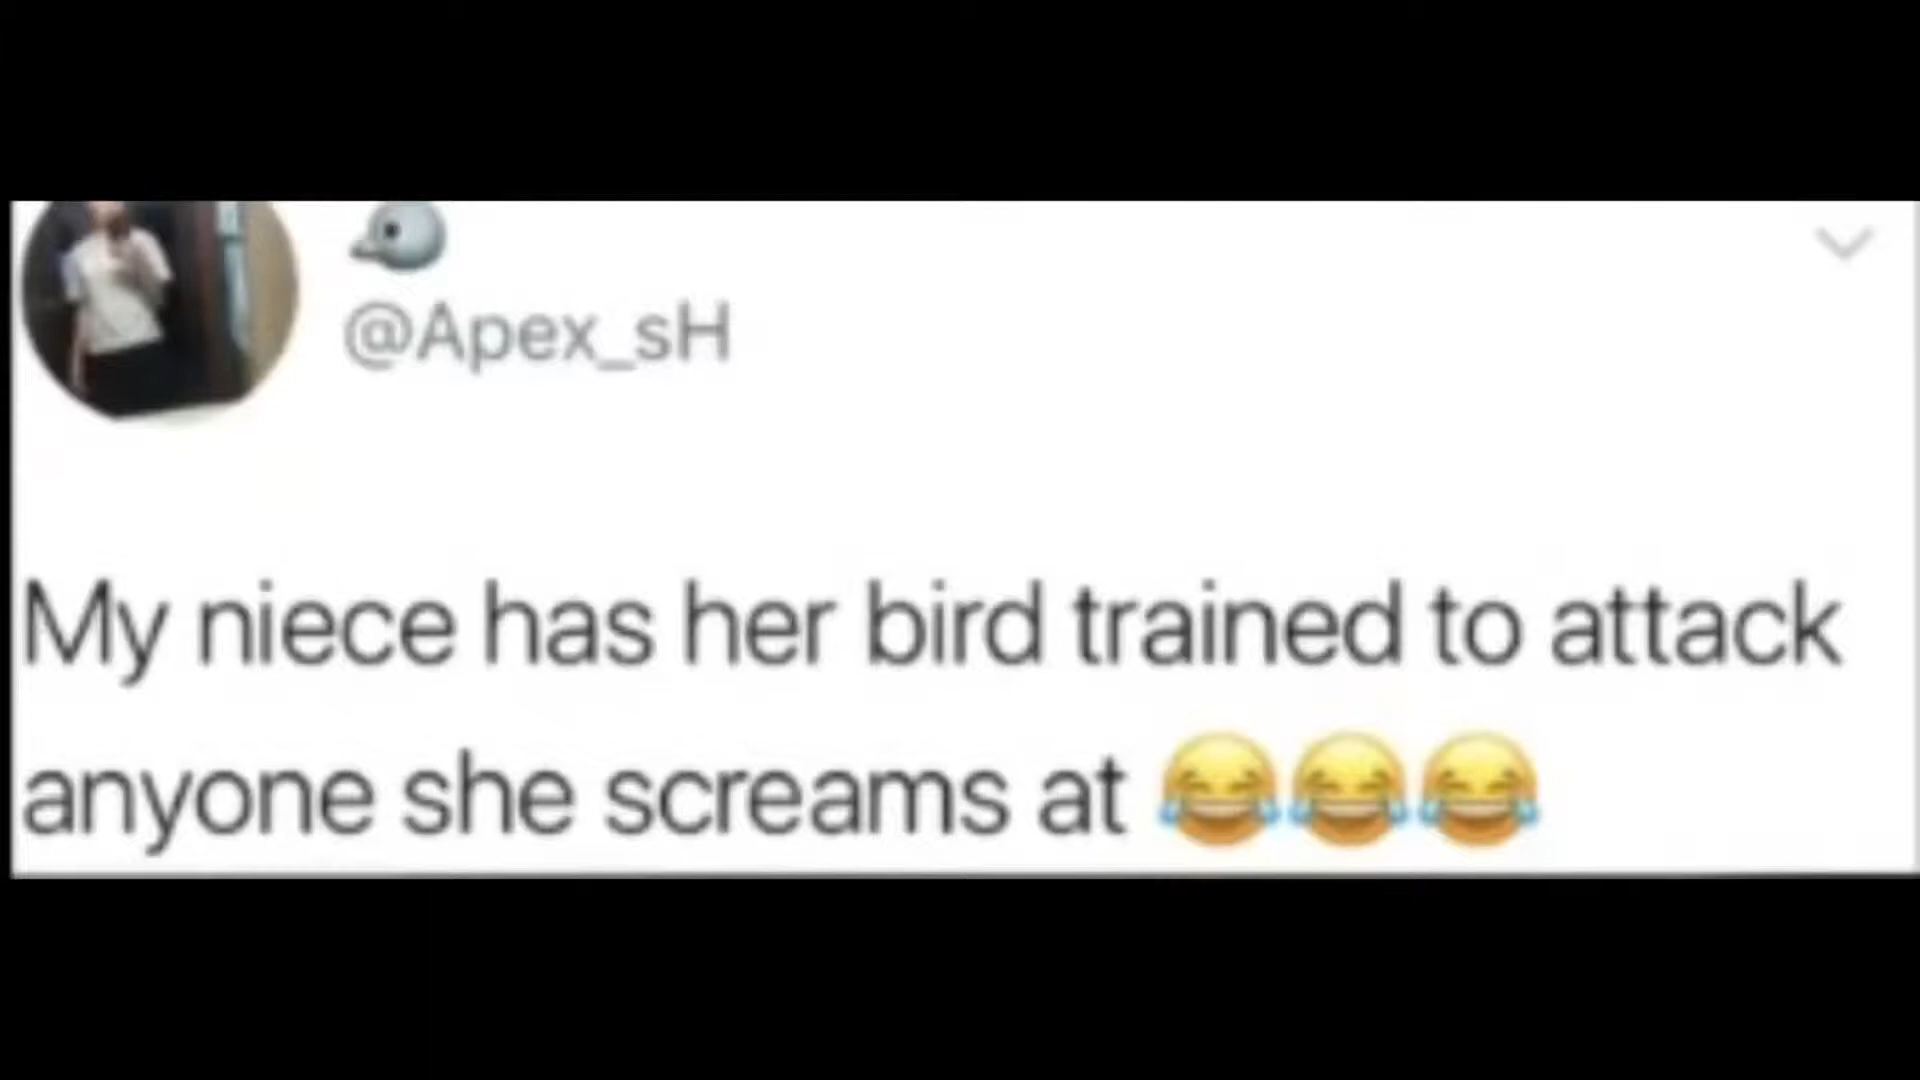 @Apex_sH
My niece has her bird trained to attack
anyone she screams at 😂😂😂